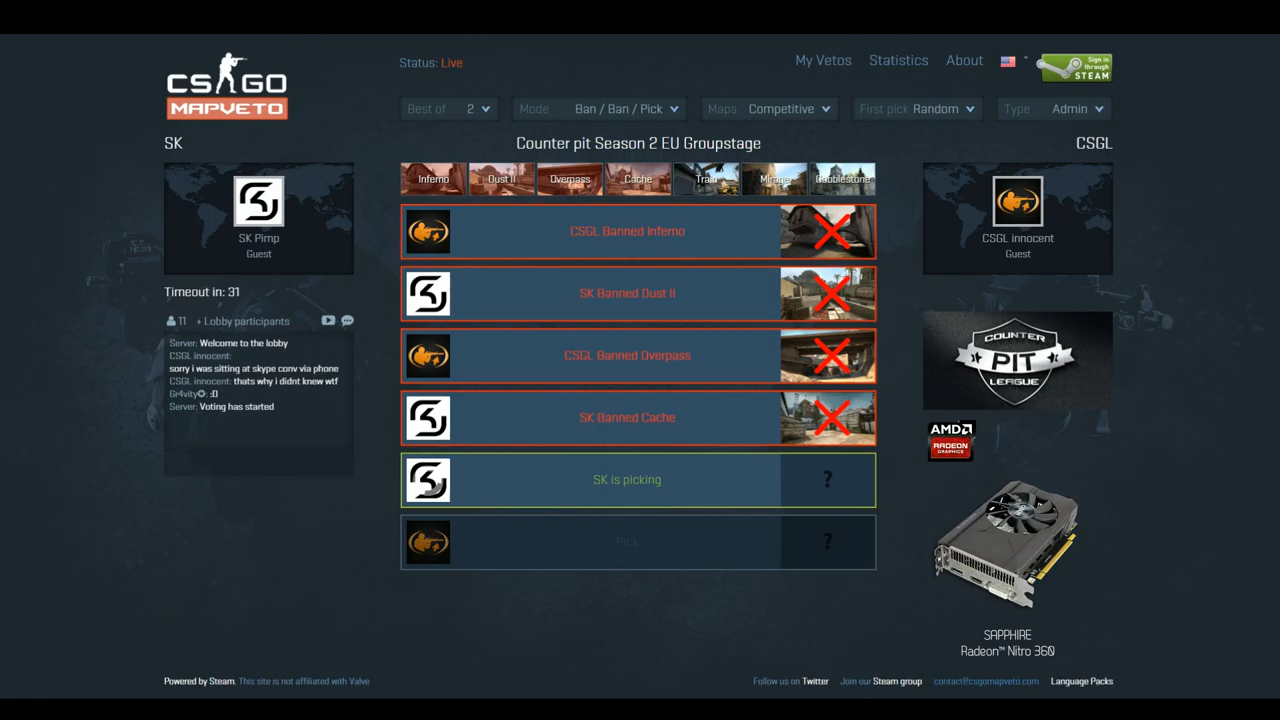 CS GO
MAPVETO
Status: Live
My Vetos Statistics About
Sign in through STEAM
Best of 2
Mode Ban / Ban / Pick
Maps Competitive
First pick Random
Type Admin
SK
Counter pit Season 2 EU Groupstage
CSGL
SK Pimp
Guest
Timeout in: 31
11 + Lobby participants
Server: Welcome to the lobby
CSGL innocent:
sorry i was sitting at skype conv via phone
CSGL innocent: thats why i didnt knew wtf
Gr4vity✪: :D
Server: Voting has started
Inferno Dust II Overpass Cache Train Mirage Cobblestone
CSGL Banned Inferno
SK Banned Dust II
CSGL Banned Overpass
SK Banned Cache
SK is picking
?
Pick
?
CSGL innocent
Guest
COUNTER
PIT
LEAGUE
AMD
RADEON
GRAPHICS
SAPPHIRE
Radeon™ Nitro 360
Powered by Steam. This site is not affiliated with Valve
Follow us on Twitter Join our Steam group contact@csgomapveto.com Language Packs